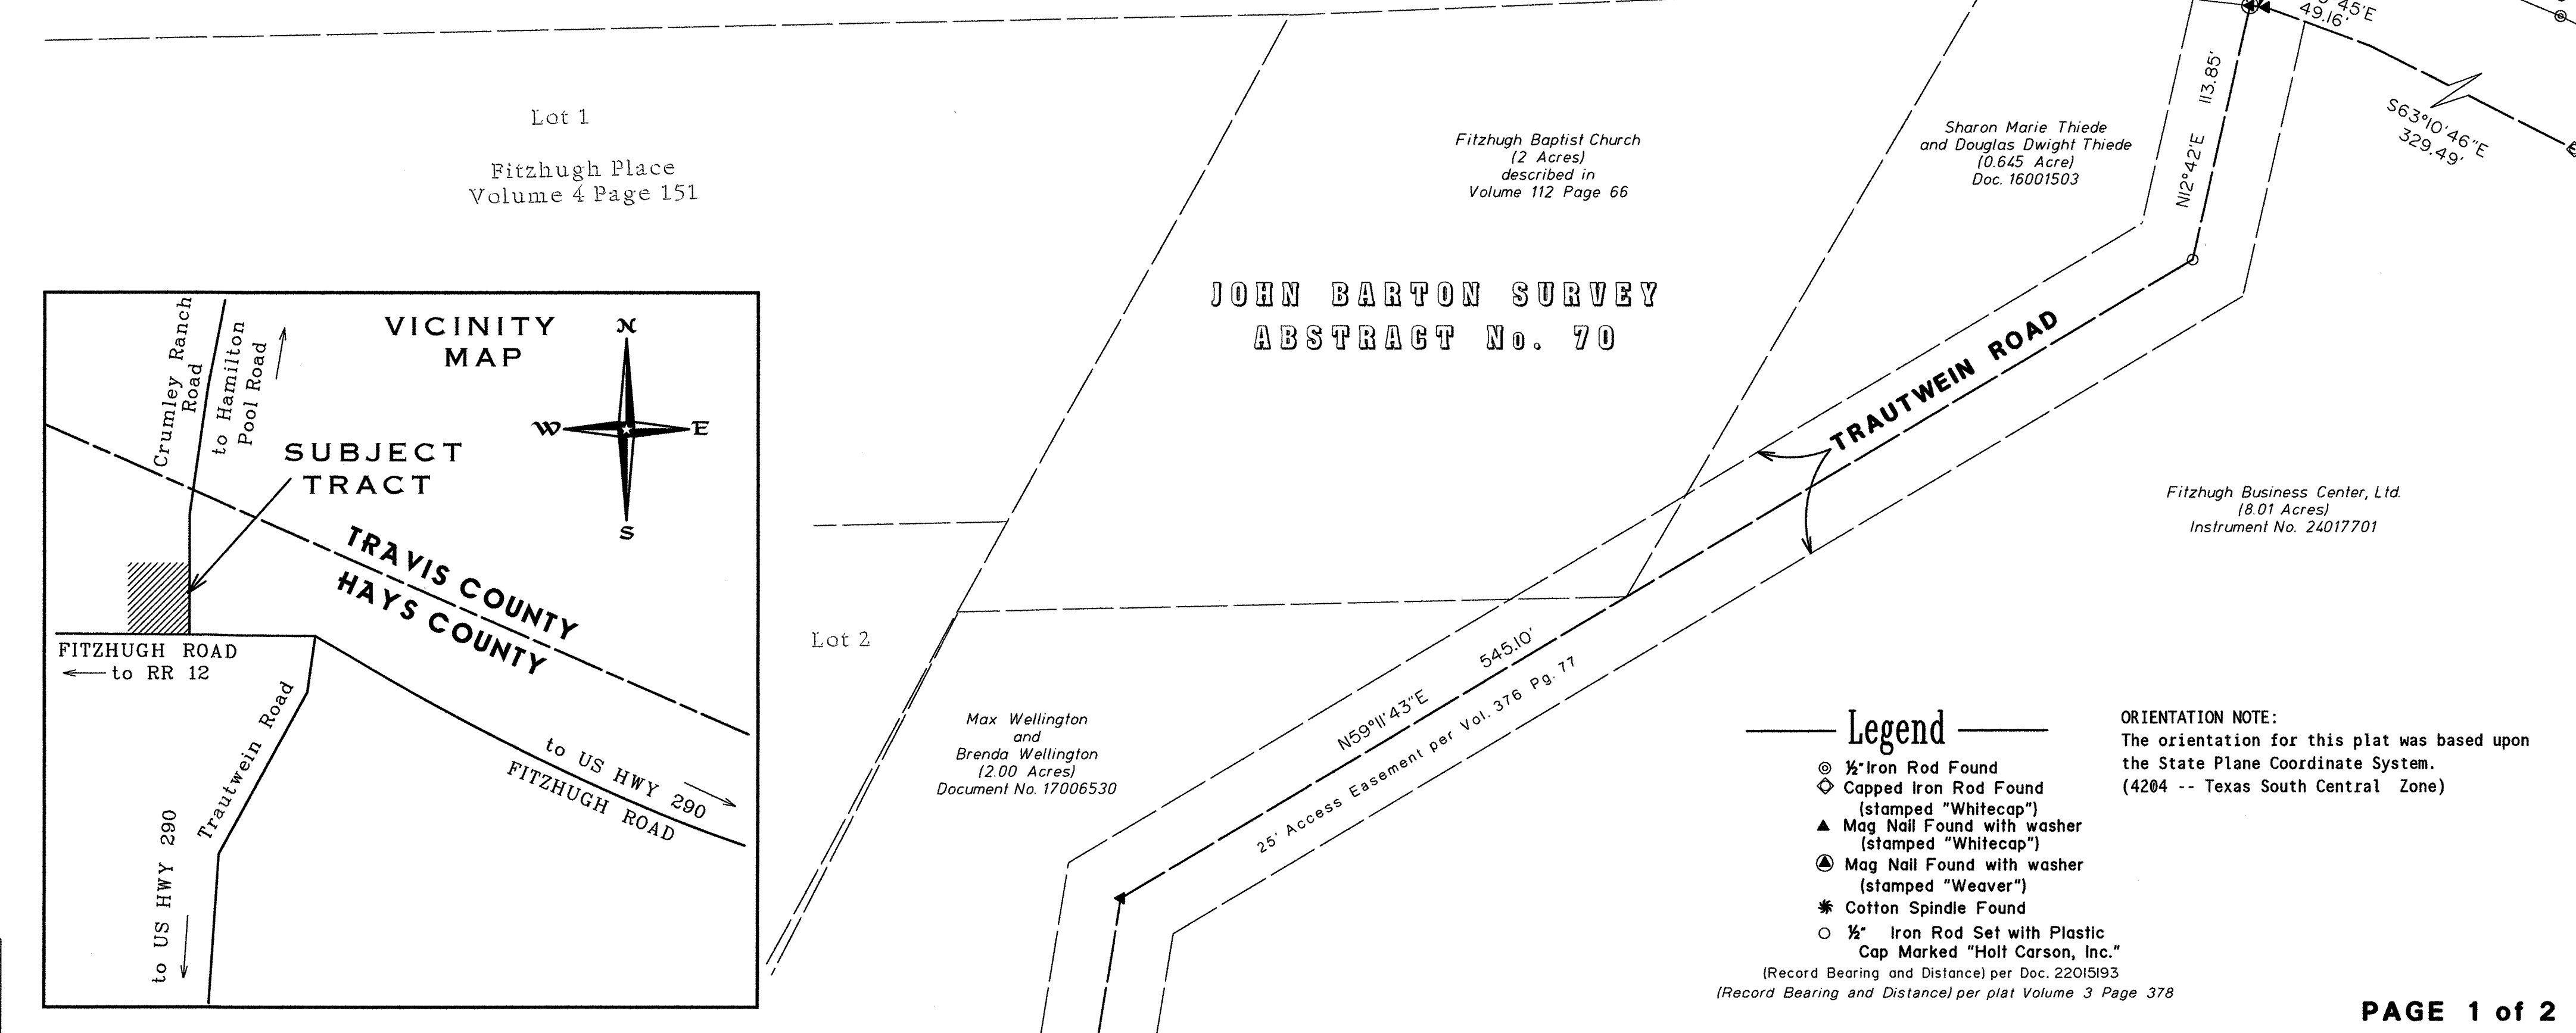 Lot 1
Fitzhugh Place
Volume 4 Page 151
Fitzhugh Baptist Church
(2 Acres)
described in
Volume 112 Page 66
Sharon Marie Thiede
and Douglas Dwight Thiede
(0.645 Acre)
Doc. 16001503
N12°42'E 113.85'
45'E
49.16'
S63°10'46"E
329.49'
JOHN BARTON SURVEY
ABSTRACT No. 70
TRAUTWEIN ROAD
Fitzhugh Business Center, Ltd.
(8.01 Acres)
Instrument No. 24017701
VICINITY
MAP
N
W
E
S
Crumley Ranch
Road
to Hamilton
Pool Road
SUBJECT
TRACT
TRAVIS COUNTY
HAYS COUNTY
FITZHUGH ROAD
to RR 12
Trautwein Road
to US HWY 290
to US HWY 290
FITZHUGH ROAD
Lot 2
Max Wellington
and
Brenda Wellington
(2.00 Acres)
Document No. 17006530
N59°11'43"E 545.10'
25' Access Easement per Vol. 376 Pg. 77
Legend
½" Iron Rod Found
Capped Iron Rod Found
(stamped "Whitecap")
Mag Nail Found with washer
(stamped "Whitecap")
Mag Nail Found with washer
(stamped "Weaver")
Cotton Spindle Found
½" Iron Rod Set with Plastic
Cap Marked "Holt Carson, Inc."
(Record Bearing and Distance) per Doc. 22015193
(Record Bearing and Distance) per plat Volume 3 Page 378
ORIENTATION NOTE:
The orientation for this plat was based upon
the State Plane Coordinate System.
(4204 -- Texas South Central Zone)
PAGE 1 of 2